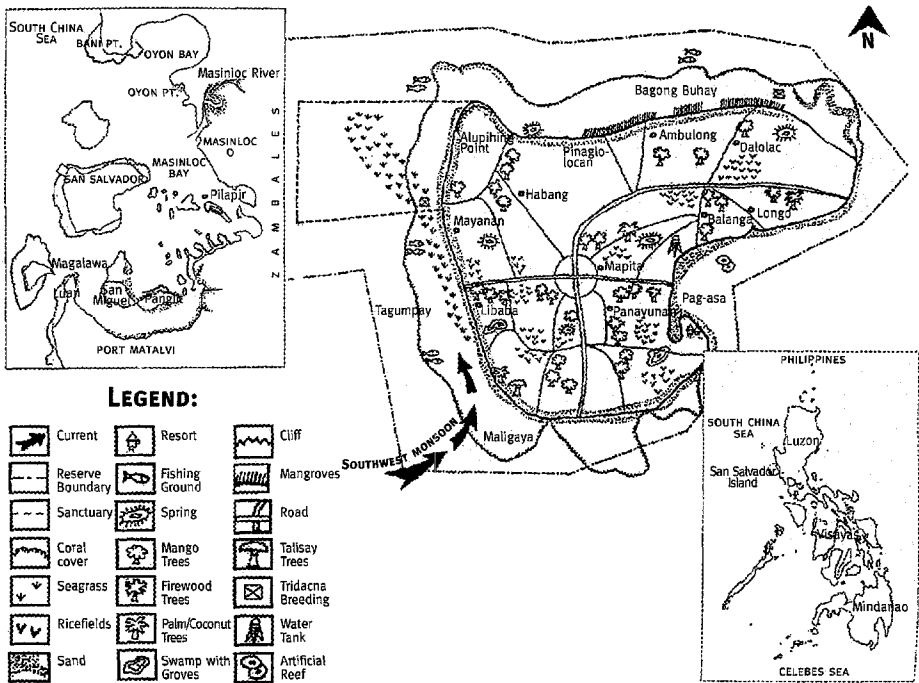 SOUTH CHINA
SEA
BANI PT.
OYON BAY
Masinloc River
OYON PT.
MASINLOC
MASINLOC
BAY
SAN SALVADOR
Pilapir
ZAMBALES
Magalawa
Luan
San
Miguel
Panglit
PORT MATALVI
N
Bagong Buhay
Alupihing
Point
Pinaglo-
locan
Ambulong
Datolac
Habang
Mayanan
Balanga
Longo
Mapita
Tagumpay
Libaba
Panayunan
Pag-asa
Maligaya
SOUTHWEST MONSOON
LEGEND:
Current
Reserve
Boundary
Sanctuary
Coral
cover
Seagrass
Ricefields
Sand
Resort
Fishing
Ground
Spring
Mango
Trees
Firewood
Trees
Palm/Coconut
Trees
Swamp with
Groves
Cliff
Mangroves
Road
Talisay
Trees
Tridacna
Breeding
Water
Tank
Artificial
Reef
PHILIPPINES
SOUTH CHINA
SEA
Luzon
San Salvador
Island
Visayas
Mindanao
CELEBES SEA